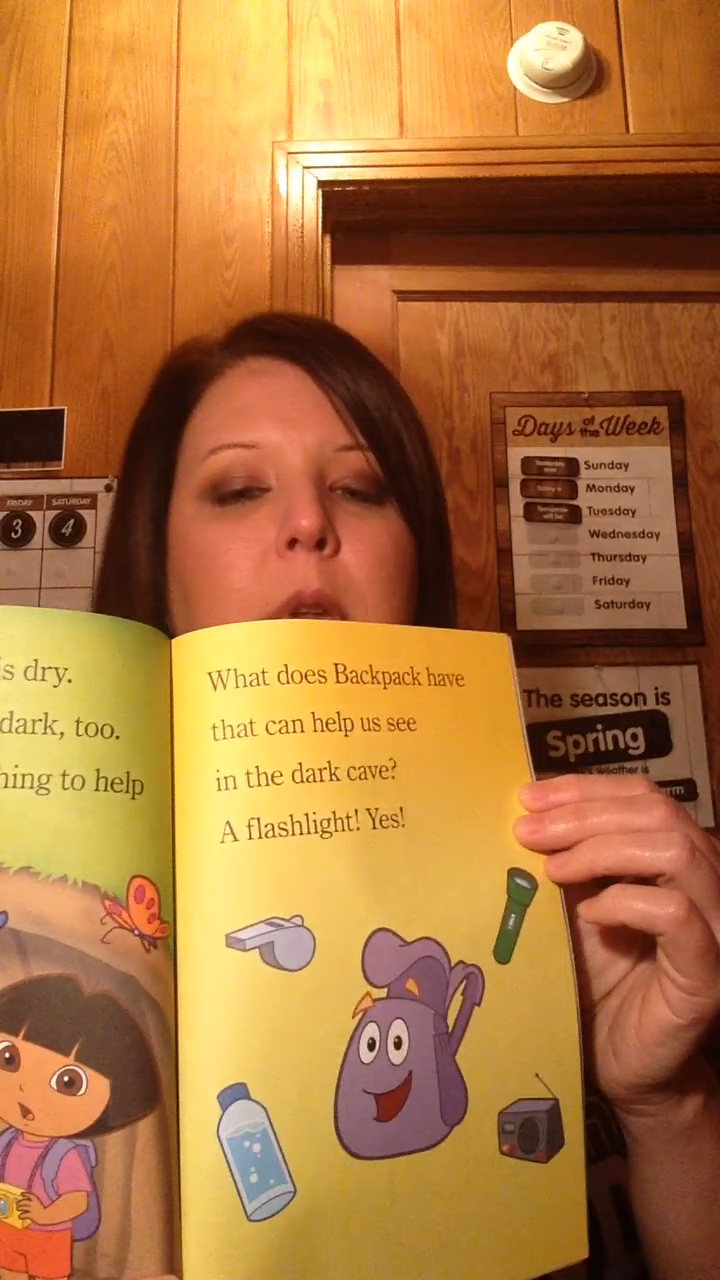 FRIDAY SATURDAY
3 4
Days of the Week
Sunday
Monday
Tuesday
Wednesday
Thursday
Friday
Saturday
The season is
Spring
is
s dry.
dark, too.
hing to help
What does Backpack have
that can help us see
in the dark cave?
A flashlight! Yes!